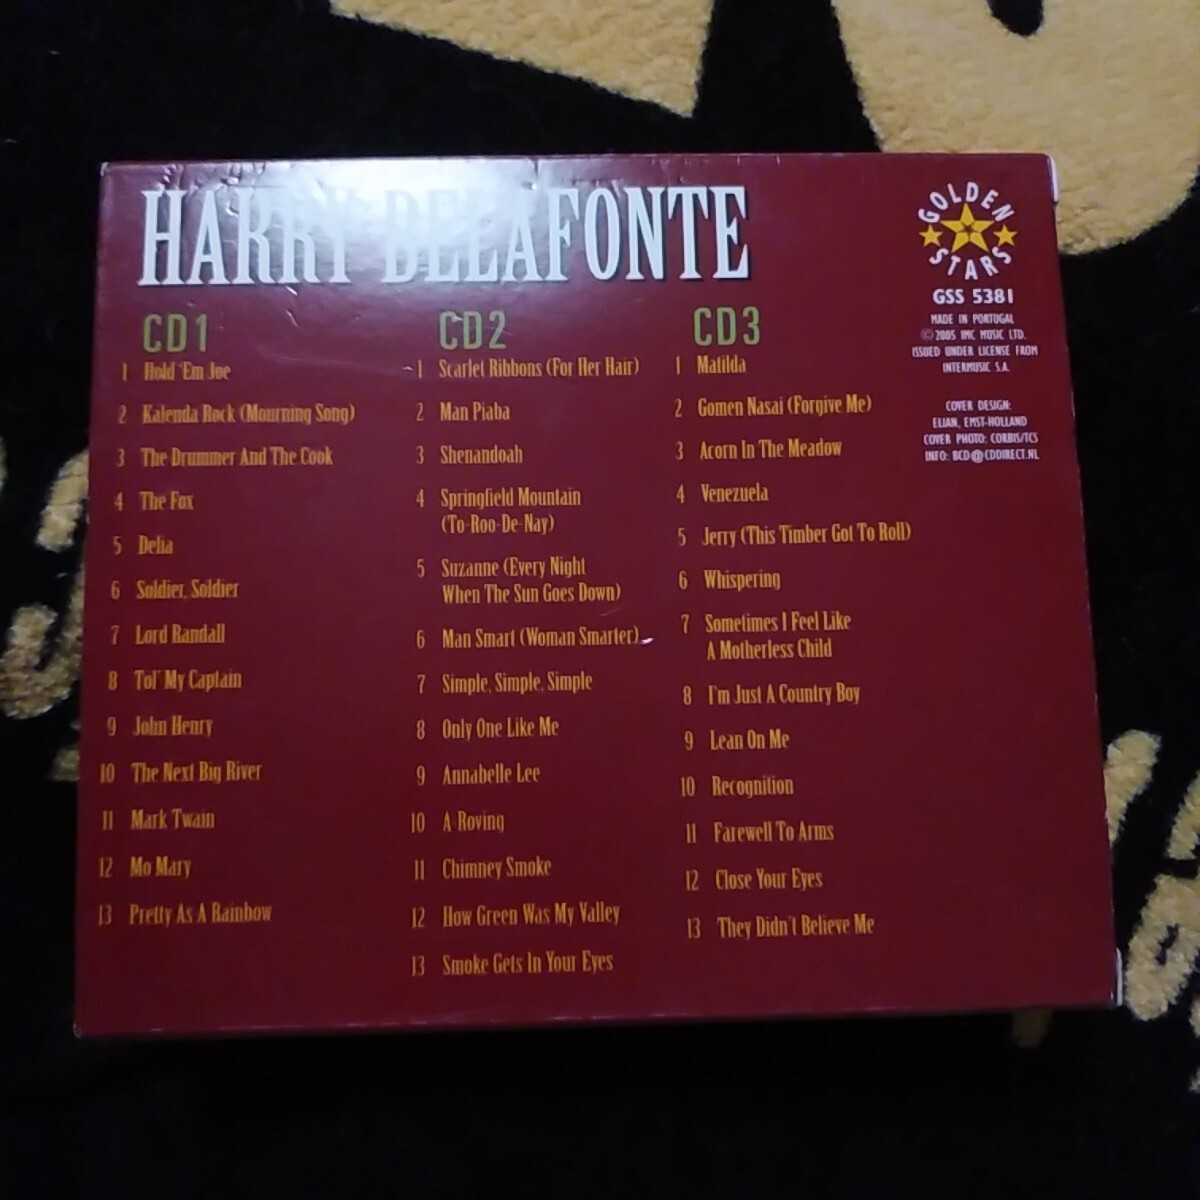 HARRY BELAFONTE
CD1
1 Hold 'Em Joe
2 Kalenda Rock (Mourning Song)
3 The Drummer And The Cook
4 The Fox
5 Delia
6 Soldier, Soldier
7 Lord Randall
8 Tol' My Captain
9 John Henry
10 The Next Big River
11 Mark Twain
12 Mo Mary
13 Pretty As A Rainbow
CD2
1 Scarlet Ribbons (For Her Hair)
2 Man Piaba
3 Shenandoah
4 Springfield Mountain
(To-Roo-De-Nay)
5 Suzanne (Every Night
When The Sun Goes Down)
6 Man Smart (Woman Smarter)
7 Simple, Simple, Simple
8 Only One Like Me
9 Annabelle Lee
10 A-Roving
11 Chimney Smoke
12 How Green Was My Valley
13 Smoke Gets In Your Eyes
CD3
1 Matilda
2 Gomen Nasai (Forgive Me)
3 Acorn In The Meadow
4 Venezuela
5 Jerry (This Timber Got To Roll)
6 Whispering
7 Sometimes I Feel Like
A Motherless Child
8 I'm Just A Country Boy
9 Lean On Me
10 Recognition
11 Farewell To Arms
12 Close Your Eyes
13 They Didn't Believe Me
GOLDEN
STARS
GSS 5381
MADE IN PORTUGAL
©2005 IMC MUSIC LTD.
ISSUED UNDER LICENSE FROM
INTERMUSIC S.A.
COVER DESIGN:
ELIAN, EMST-HOLLAND
COVER PHOTO: CORBIS/TCS
INFO: BCD@CDDIRECT.NL